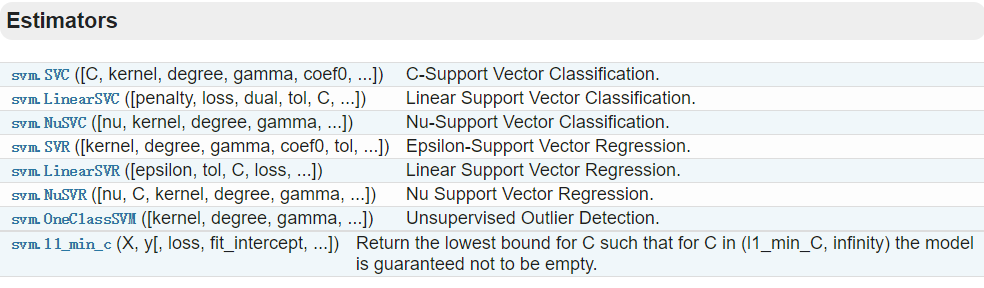 Estimators
svm.SVC ([C, kernel, degree, gamma, coef0, ...]) C-Support Vector Classification.
svm.LinearSVC ([penalty, loss, dual, tol, C, ...]) Linear Support Vector Classification.
svm.NuSVC ([nu, kernel, degree, gamma, ...]) Nu-Support Vector Classification.
svm.SVR ([kernel, degree, gamma, coef0, tol, ...]) Epsilon-Support Vector Regression.
svm.LinearSVR ([epsilon, tol, C, loss, ...]) Linear Support Vector Regression.
svm.NuSVR ([nu, C, kernel, degree, gamma, ...]) Nu Support Vector Regression.
svm.OneClassSVM ([kernel, degree, gamma, ...]) Unsupervised Outlier Detection.
svm.l1_min_c (X, y[, loss, fit_intercept, ...]) Return the lowest bound for C such that for C in (l1_min_C, infinity) the model
is guaranteed not to be empty.